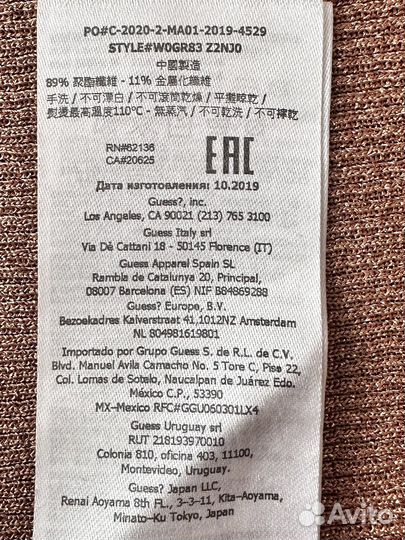 PO#C-2020-2-MA01-2019-4529
STYLE#W0GR83 Z2NJ0
中國製造
89% 聚酯纖維 - 11% 金屬化纖維
手洗 / 不可漂白 / 不可滾筒乾燥 / 平攤晾乾 /
熨燙最高溫度110℃ - 無蒸汽 / 不可乾洗 / 不可擰乾
RN#62136
CA#20625
EAC
Дата изготовления: 10.2019
Guess?, inc.
Los Angeles, CA 90021 (213) 765 3100
Guess Italy srl
Via Dè Cattani 18 - 50145 Florence (IT)
Guess Apparel Spain SL
Rambla de Catalunya 20, Principal,
08007 Barcelona (ES) NIF B84869288
Guess? Europe, B.V.
Bezoekadres Kalverstraat 41,1012NZ Amsterdam
NL 804981619801
Importado por Grupo Guess S. de R.L. de C.V.
Blvd. Manuel Avila Camacho No. 5 Tore C, Piso 22,
Col. Lomas de Sotelo, Naucalpan de Juárez Edo.
México C.P. 53390
MX-Mexico RFC#GGU060301LX4
Guess Uruguay srl
RUT 218193970010
Colonia 810, oficina 403, 11100,
Montevideo, Uruguay.
Guess? Japan LLC,
Renai Aoyama 8th FL., 3-3-11, Kita-Aoyama,
Minato-Ku Tokyo, Japan
Avito